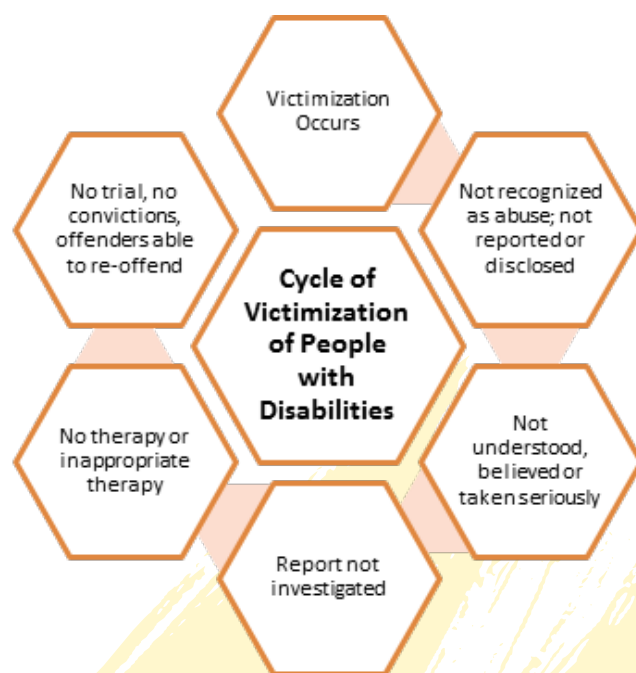 Victimization
Occurs
Not recognized
as abuse; not
reported or
disclosed
Not
understood,
believed or
taken seriously
Report not
investigated
No therapy or
inappropriate
therapy
No trial, no
convictions,
offenders able
to re-offend
Cycle of
Victimization
of People
with
Disabilities